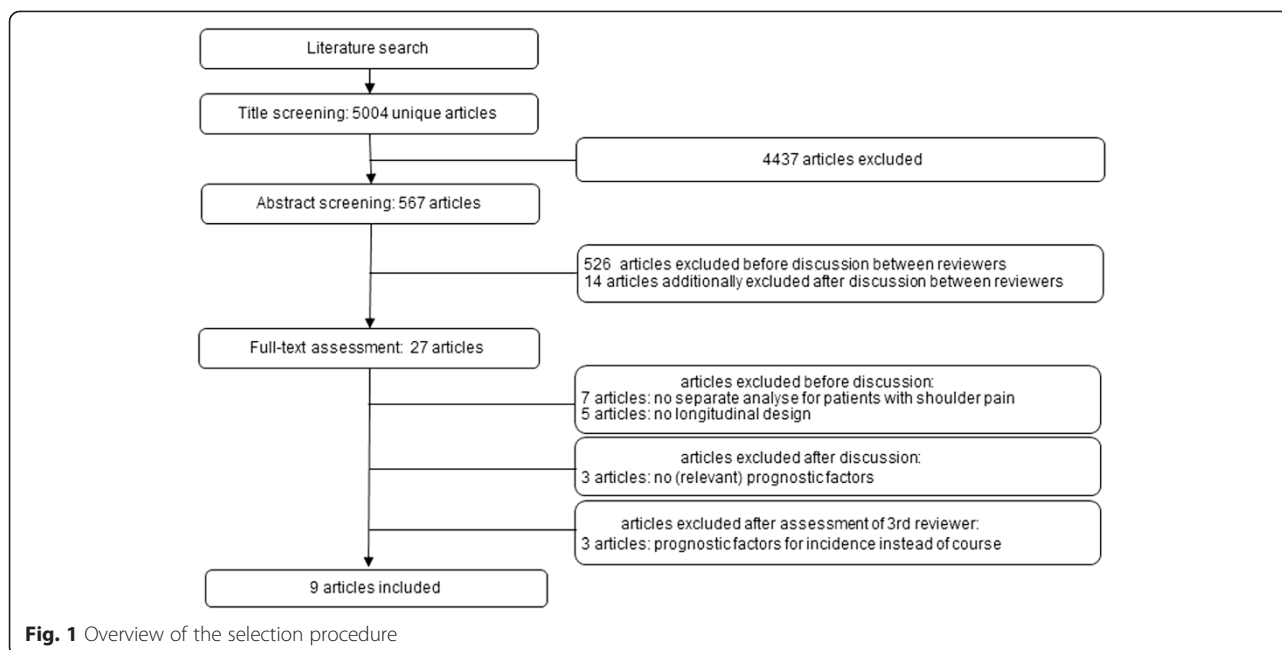 Literature search
Title screening: 5004 unique articles
4437 articles excluded
Abstract screening: 567 articles
526 articles excluded before discussion between reviewers
14 articles additionally excluded after discussion between reviewers
Full-text assessment: 27 articles
articles excluded before discussion:
7 articles: no separate analyse for patients with shoulder pain
5 articles: no longitudinal design
articles excluded after discussion:
3 articles: no (relevant) prognostic factors
articles excluded after assessment of 3rd reviewer:
3 articles: prognostic factors for incidence instead of course
9 articles included
Fig. 1 Overview of the selection procedure